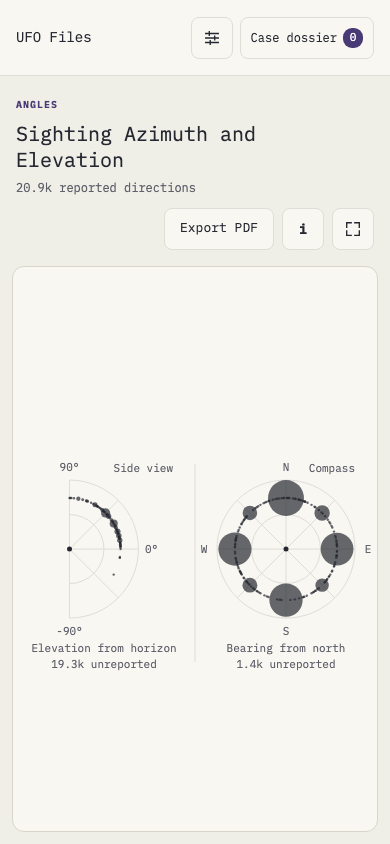 UFO Files
Case dossier 0
ANGLES
Sighting Azimuth and
Elevation
20.9k reported directions
Export PDF
i
90° Side view
0°
-90°
Elevation from horizon
19.3k unreported
N Compass
W E
S
Bearing from north
1.4k unreported